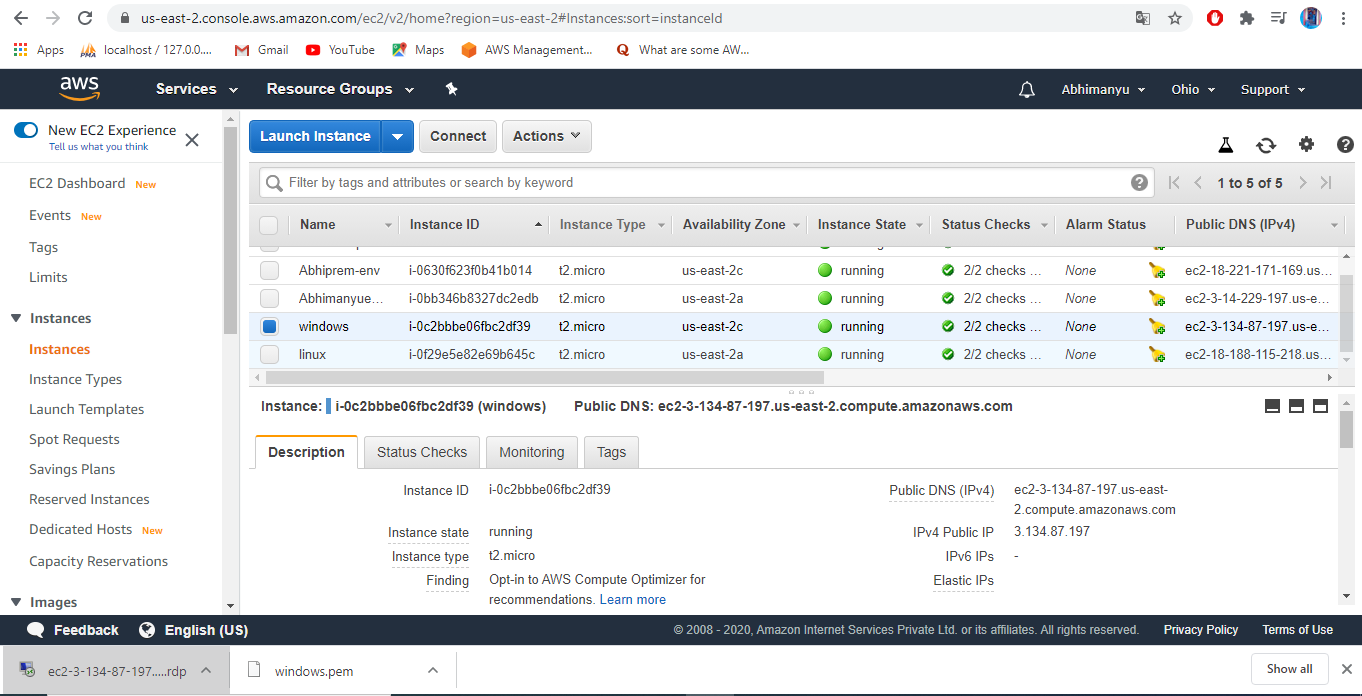 us-east-2.console.aws.amazon.com/ec2/v2/home?region=us-east-2#Instances:sort=instanceId
Apps localhost / 127.0.0.... Gmail YouTube Maps AWS Management... What are some AW...
aws Services Resource Groups Abhimanyu Ohio Support
New EC2 Experience
Tell us what you think
EC2 Dashboard New
Events New
Tags
Limits
Instances
Instances
Instance Types
Launch Templates
Spot Requests
Savings Plans
Reserved Instances
Dedicated Hosts New
Capacity Reservations
Images
Launch Instance Connect Actions
Filter by tags and attributes or search by keyword 1 to 5 of 5
Name Instance ID Instance Type Availability Zone Instance State Status Checks Alarm Status Public DNS (IPv4)
Abhiprem-env i-0630f623f0b41b014 t2.micro us-east-2c running 2/2 checks ... None ec2-18-221-171-169.us...
Abhimanyue... i-0bb346b8327dc2edb t2.micro us-east-2a running 2/2 checks ... None ec2-3-14-229-197.us-e...
windows i-0c2bbbe06fbc2df39 t2.micro us-east-2c running 2/2 checks ... None ec2-3-134-87-197.us-e...
linux i-0f29e5e82e69b645c t2.micro us-east-2a running 2/2 checks ... None ec2-18-188-115-218.us...
Instance: i-0c2bbbe06fbc2df39 (windows) Public DNS: ec2-3-134-87-197.us-east-2.compute.amazonaws.com
Description Status Checks Monitoring Tags
Instance ID i-0c2bbbe06fbc2df39 Public DNS (IPv4) ec2-3-134-87-197.us-east-
2.compute.amazonaws.com
Instance state running IPv4 Public IP 3.134.87.197
Instance type t2.micro IPv6 IPs -
Finding Opt-in to AWS Compute Optimizer for Elastic IPs
recommendations. Learn more
Feedback English (US) © 2008 - 2020, Amazon Internet Services Private Ltd. or its affiliates. All rights reserved. Privacy Policy Terms of Use
ec2-3-134-87-197.....rdp windows.pem Show all